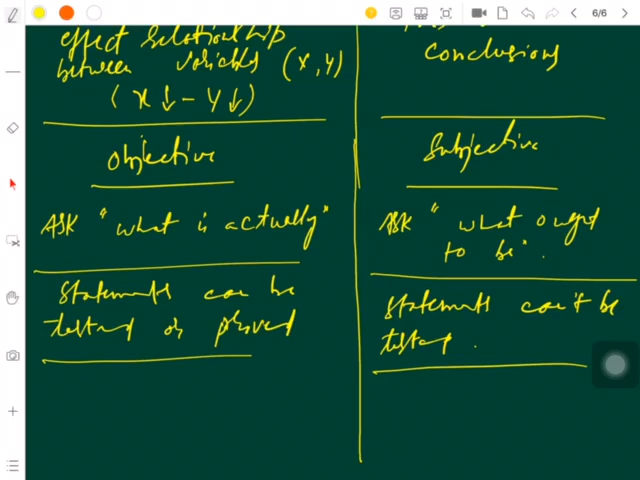 6/6
effect relationship
between variables (x,y)
(x↓ - y↓)
Objective
ASK "what is actually"
Statements can be
tested or proved
conclusions
Subjective
ASK "what ought
to be".
Statements can't be
tested.